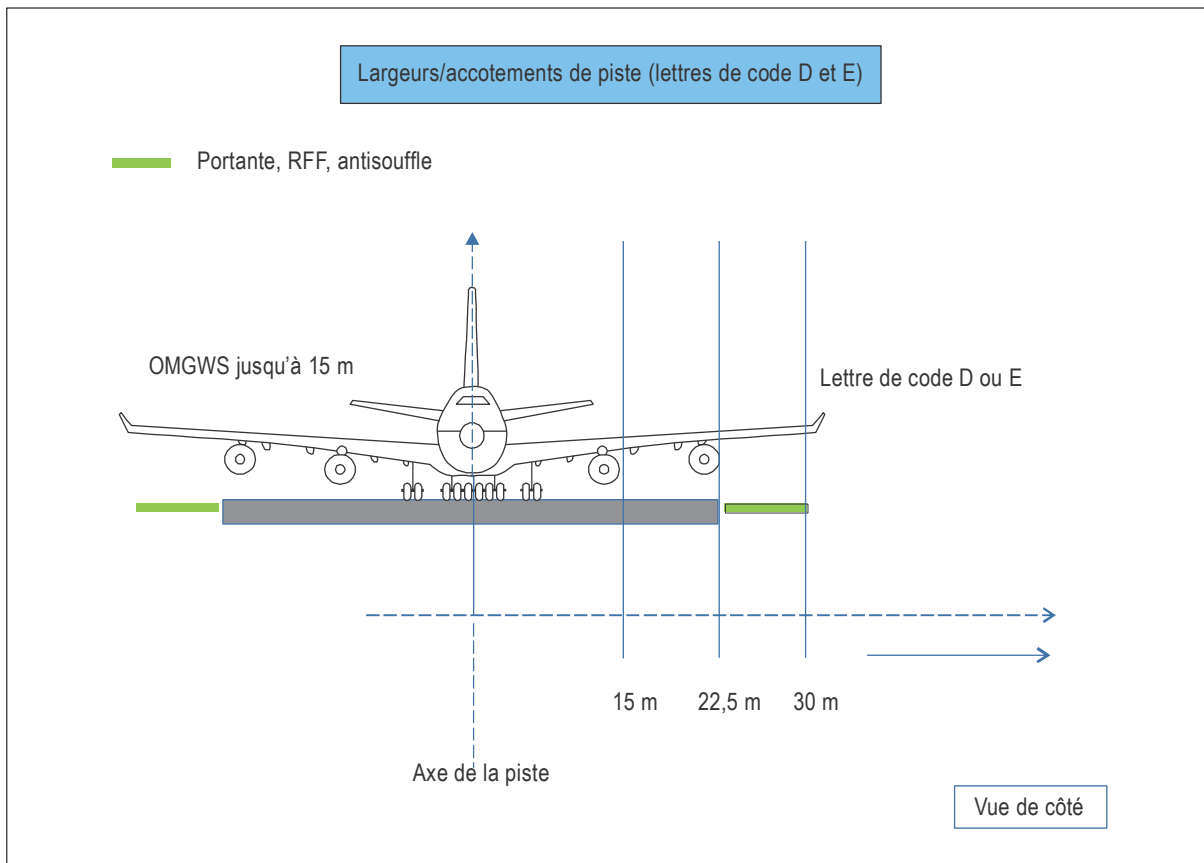 Largeurs/accotements de piste (lettres de code D et E)
Portante, RFF, antisouffle
OMGWS jusqu’à 15 m
Lettre de code D ou E
15 m
22,5 m
30 m
Axe de la piste
Vue de côté